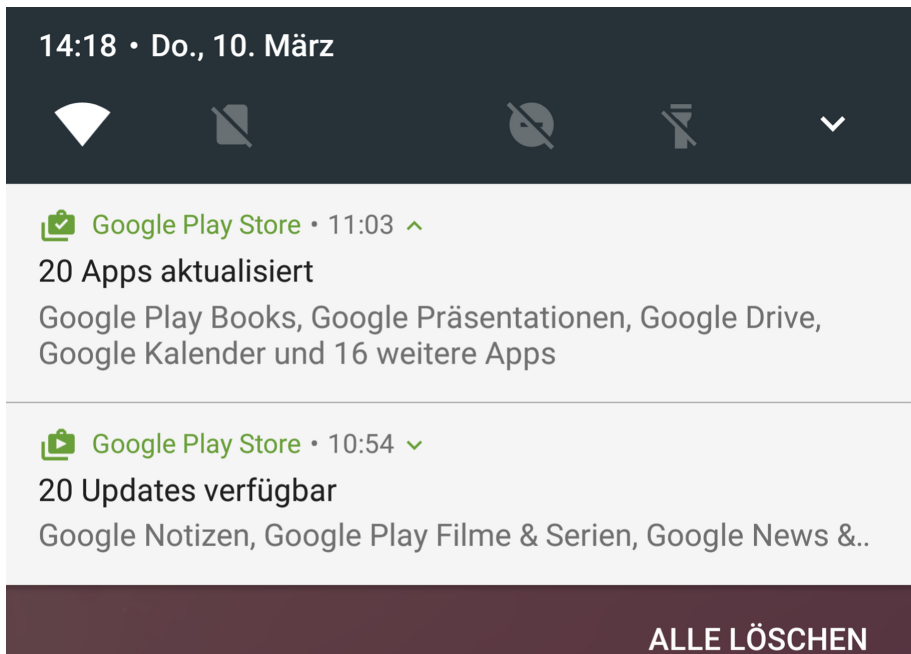 14:18 • Do., 10. März
Google Play Store • 11:03
20 Apps aktualisiert
Google Play Books, Google Präsentationen, Google Drive,
Google Kalender und 16 weitere Apps
Google Play Store • 10:54
20 Updates verfügbar
Google Notizen, Google Play Filme & Serien, Google News &..
ALLE LÖSCHEN